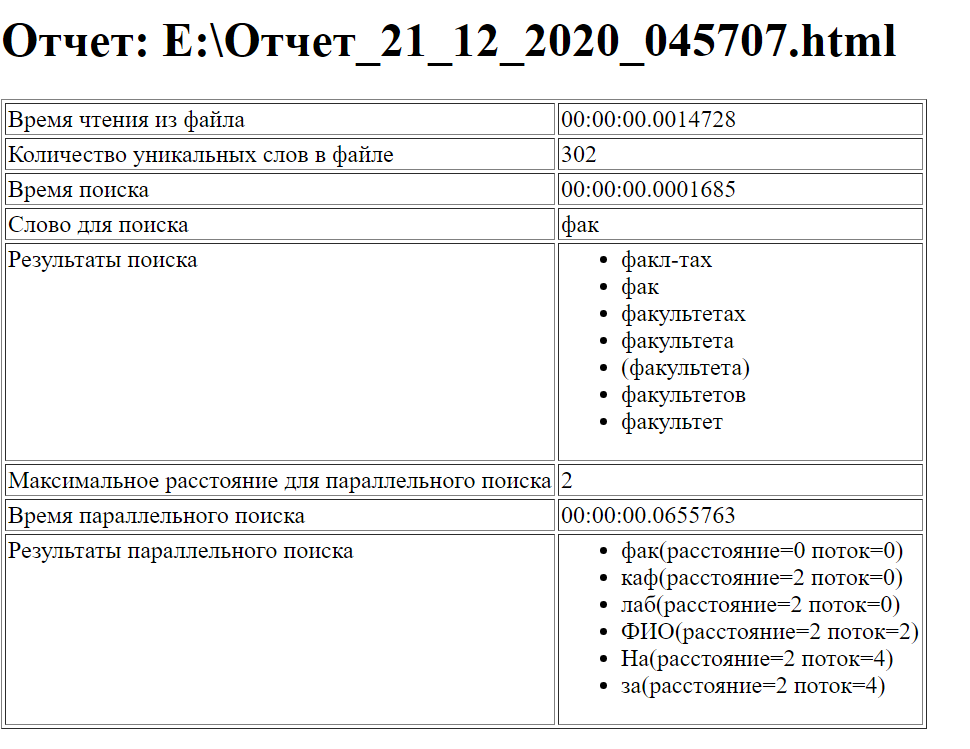 Отчет: E:\Отчет_21_12_2020_045707.html
Время чтения из файла 00:00:00.0014728
Количество уникальных слов в файле 302
Время поиска 00:00:00.0001685
Слово для поиска фак
Результаты поиска • факл-тах
• фак
• факультетах
• факультета
• (факультета)
• факультетов
• факультет
Максимальное расстояние для параллельного поиска 2
Время параллельного поиска 00:00:00.0655763
Результаты параллельного поиска • фак(расстояние=0 поток=0)
• каф(расстояние=2 поток=0)
• лаб(расстояние=2 поток=0)
• ФИО(расстояние=2 поток=2)
• На(расстояние=2 поток=4)
• за(расстояние=2 поток=4)